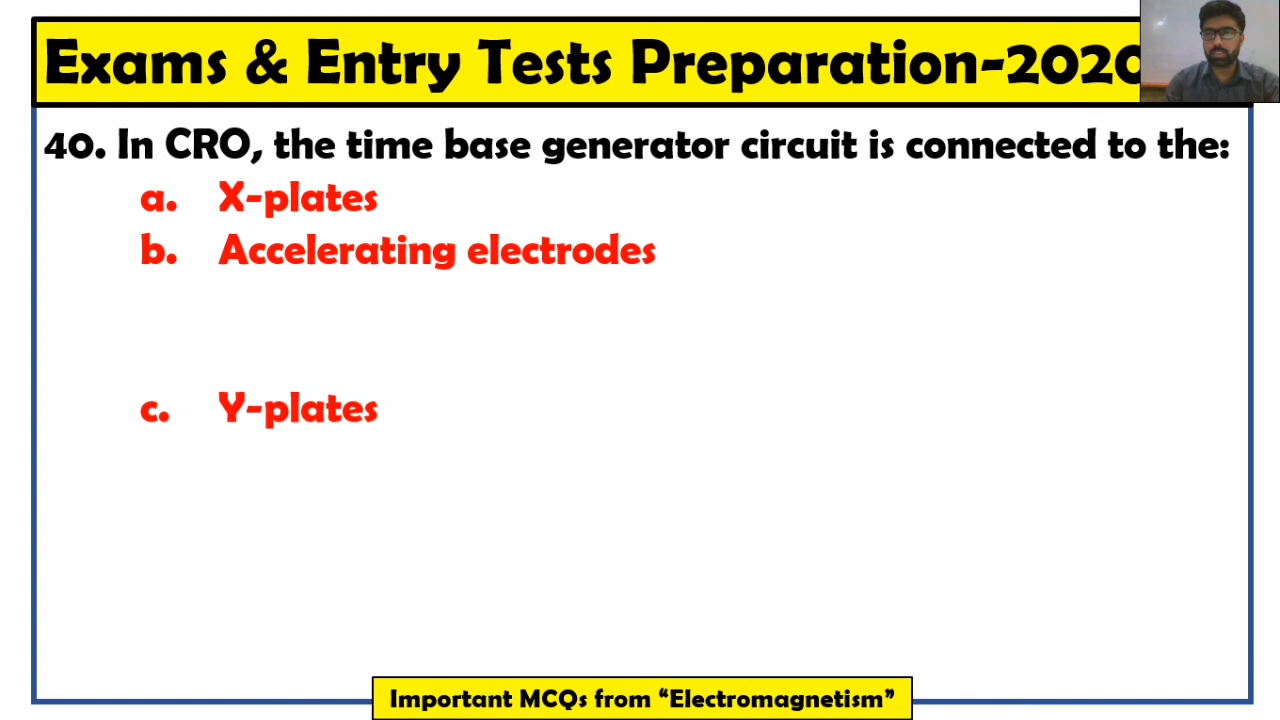 Exams & Entry Tests Preparation-2020
40. In CRO, the time base generator circuit is connected to the:
a. X-plates
b. Accelerating electrodes
c. Y-plates
Important MCQs from “Electromagnetism”